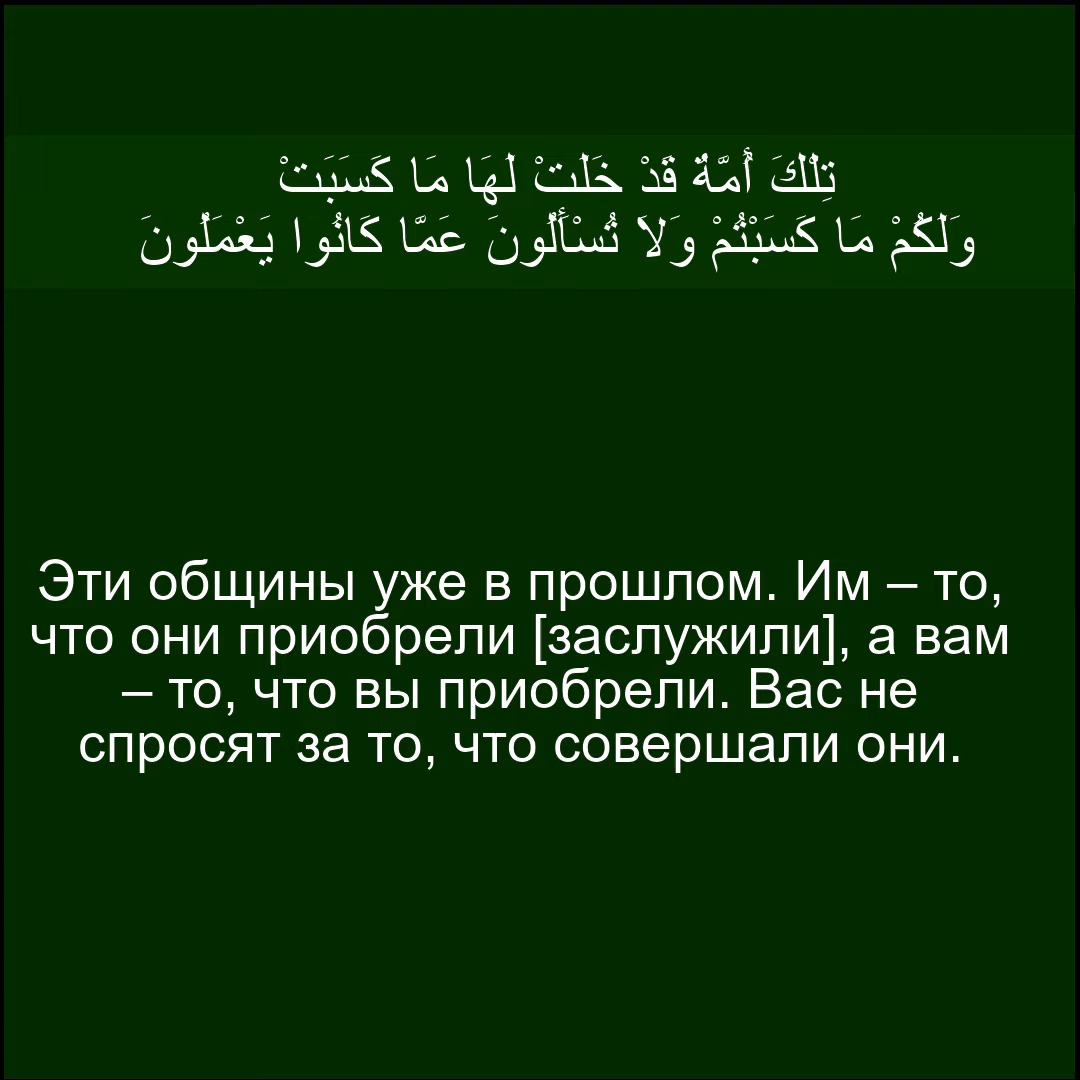 تِلْكَ أُمَّةٌ قَدْ خَلَتْ لَهَا مَا كَسَبَتْ
وَلَكُمْ مَا كَسَبْتُمْ وَلاَ تُسْأَلُونَ عَمَّا كَانُوا يَعْمَلُونَ
Эти общины уже в прошлом. Им – то,
что они приобрели [заслужили], а вам
– то, что вы приобрели. Вас не
спросят за то, что совершали они.